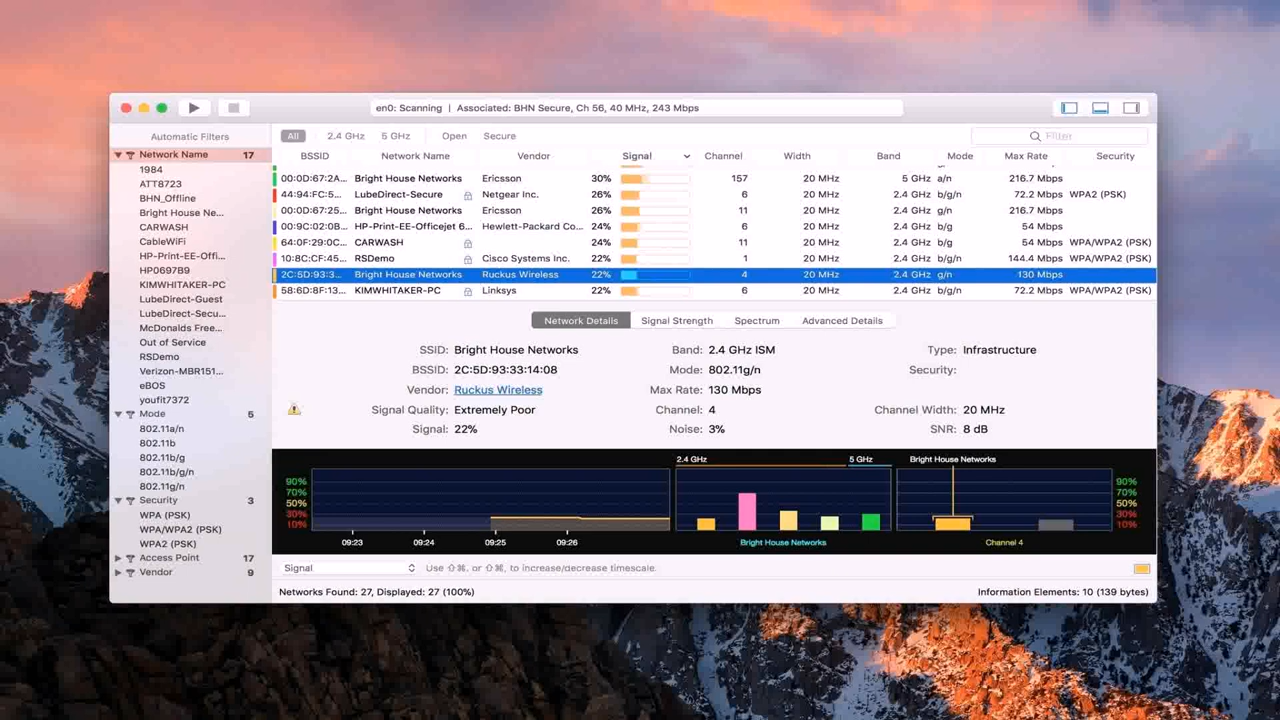 en0: Scanning | Associated: BHN Secure, Ch 56, 40 MHz, 243 Mbps
Automatic Filters
All 2.4 GHz 5 GHz Open Secure Filter
Network Name 17
1984
ATT8723
BHN_Offline
Bright House Ne...
CARWASH
CableWiFi
HP-Print-EE-Offi...
HP0697B9
KIMWHITAKER-PC
LubeDirect-Guest
LubeDirect-Secu...
McDonalds Free...
Out of Service
RSDemo
Verizon-MBR151...
eBOS
youfit7372
Mode 5
802.11a/n
802.11b
802.11b/g
802.11b/g/n
802.11g/n
Security 3
WPA (PSK)
WPA/WPA2 (PSK)
WPA2 (PSK)
Access Point 17
Vendor 9
BSSID Network Name Vendor Signal Channel Width Band Mode Max Rate Security
00:0D:67:2A... Bright House Networks Ericsson 30% 157 20 MHz 5 GHz a/n 216.7 Mbps
44:94:FC:5... LubeDirect-Secure Netgear Inc. 26% 6 20 MHz 2.4 GHz b/g/n 72.2 Mbps WPA2 (PSK)
00:0D:67:25... Bright House Networks Ericsson 26% 11 20 MHz 2.4 GHz g/n 216.7 Mbps
00:9C:02:0B... HP-Print-EE-Officejet 6... Hewlett-Packard Co... 24% 6 20 MHz 2.4 GHz b/g 54 Mbps
64:0F:29:0C... CARWASH 24% 11 20 MHz 2.4 GHz b/g 54 Mbps WPA/WPA2 (PSK)
10:8C:CF:45... RSDemo Cisco Systems Inc. 24% 1 20 MHz 2.4 GHz b/g/n 144.4 Mbps WPA/WPA2 (PSK)
2C:5D:93:3... Bright House Networks Ruckus Wireless 22% 4 20 MHz 2.4 GHz g/n 130 Mbps
58:6D:8F:13... KIMWHITAKER-PC Linksys 22% 6 20 MHz 2.4 GHz b/g/n 72.2 Mbps WPA/WPA2 (PSK)
Network Details Signal Strength Spectrum Advanced Details
SSID: Bright House Networks Band: 2.4 GHz ISM Type: Infrastructure
BSSID: 2C:5D:93:33:14:08 Mode: 802.11g/n Security:
Vendor: Ruckus Wireless Max Rate: 130 Mbps
Signal Quality: Extremely Poor Channel: 4 Channel Width: 20 MHz
Signal: 22% Noise: 3% SNR: 8 dB
2.4 GHz 5 GHz Bright House Networks
90% 90%
70% 70%
50% 50%
30% 30%
10% 10%
09:23 09:24 09:25 09:26 Bright House Networks Channel 4
Signal Use ⇧⌘. or ⇧⌘, to increase/decrease timescale.
Networks Found: 27, Displayed: 27 (100%) Information Elements: 10 (139 bytes)